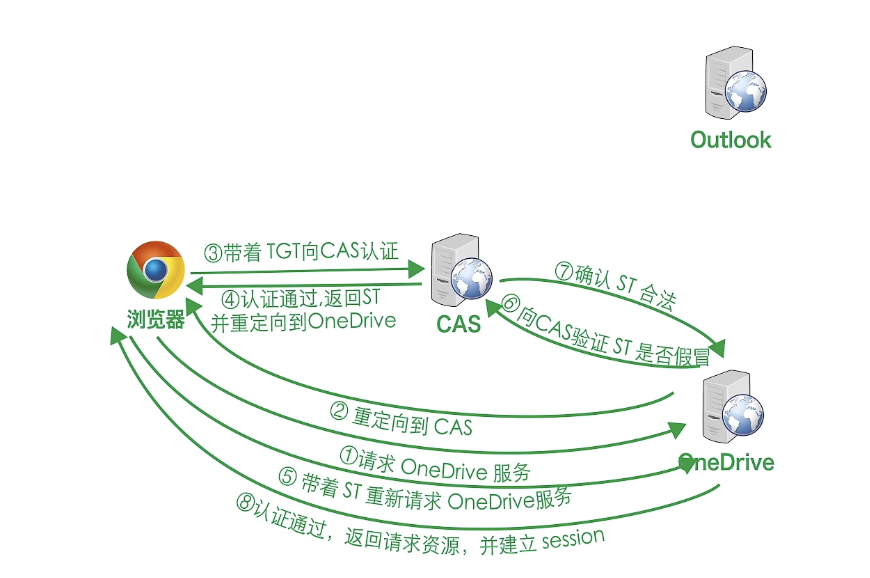 Outlook
③带着 TGT向CAS认证
④认证通过,返回ST
并重定向到OneDrive
浏览器
CAS
⑦确认 ST 合法
⑥向CAS验证 ST 是否假冒
② 重定向到 CAS
①请求 OneDrive 服务
OneDrive
⑤ 带着 ST 重新请求 OneDrive服务
⑧认证通过，返回请求资源，并建立 session